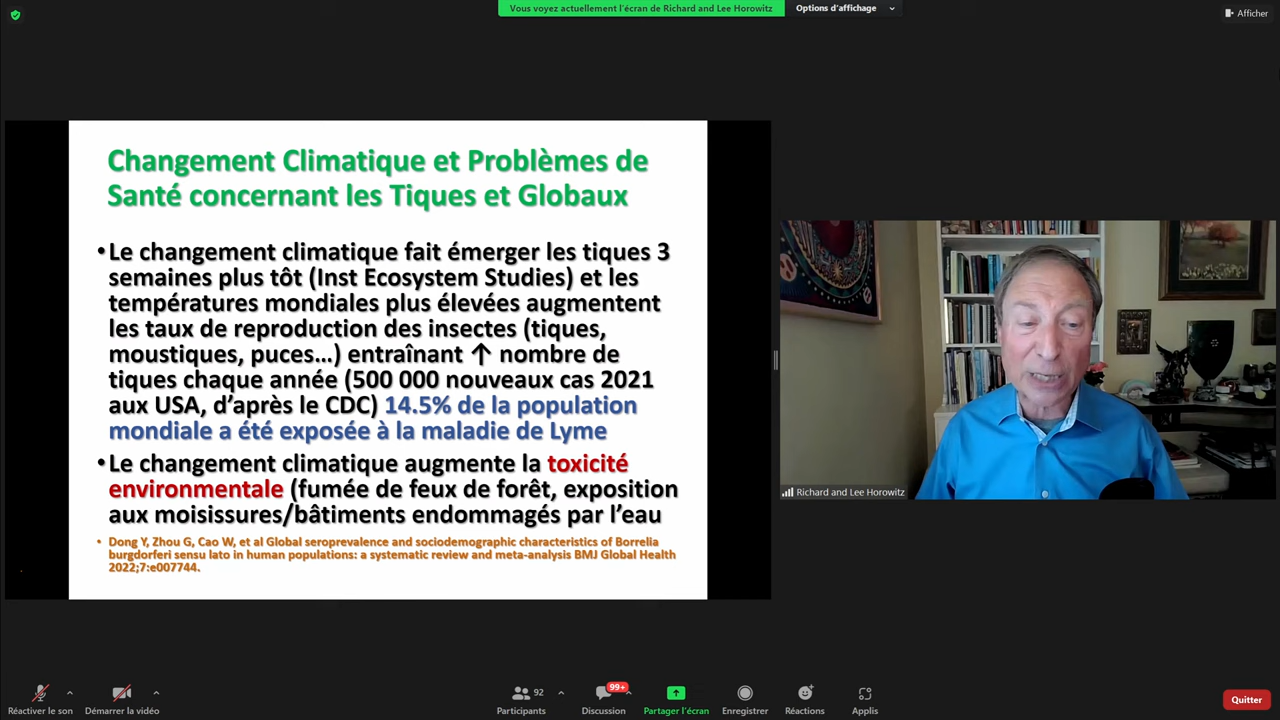 Vous voyez actuellement l'écran de Richard and Lee Horowitz
Options d'affichage
Afficher
Changement Climatique et Problèmes de
Santé concernant les Tiques et Globaux
•Le changement climatique fait émerger les tiques 3
semaines plus tôt (Inst Ecosystem Studies) et les
températures mondiales plus élevées augmentent
les taux de reproduction des insectes (tiques,
moustiques, puces…) entraînant ↑ nombre de
tiques chaque année (500 000 nouveaux cas 2021
aux USA, d’après le CDC) 14.5% de la population
mondiale a été exposée à la maladie de Lyme
•Le changement climatique augmente la toxicité
environnementale (fumée de feux de forêt, exposition
aux moisissures/bâtiments endommagés par l’eau
• Dong Y, Zhou G, Cao W, et al Global seroprevalence and sociodemographic characteristics of Borrelia
burgdorferi sensu lato in human populations: a systematic review and meta-analysis BMJ Global Health
2022;7:e007744.
Richard and Lee Horowitz
Réactiver le son
Démarrer la vidéo
92
Participants
99+
Discussion
Partager l'écran
Enregistrer
Réactions
Applis
Quitter